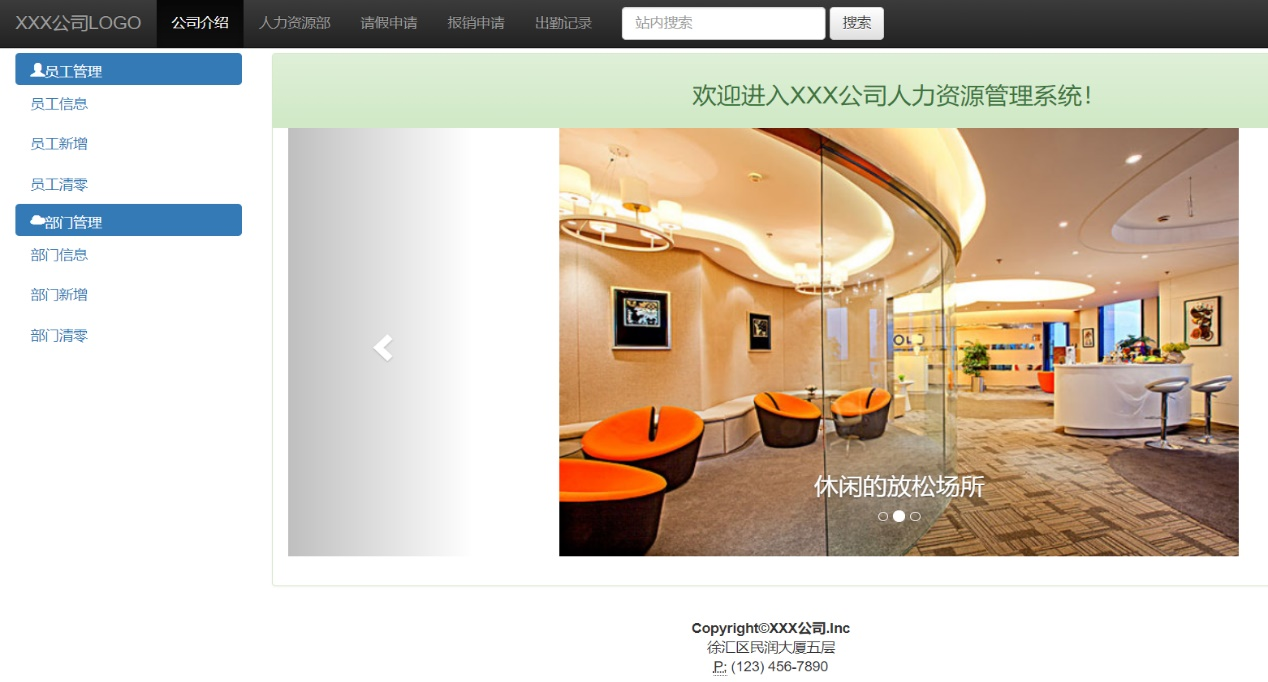 XXX公司LOGO 公司介绍 人力资源部 请假申请 报销申请 出勤记录 站内搜索 搜索
员工管理
员工信息
员工新增
员工清零
部门管理
部门信息
部门新增
部门清零
欢迎进入XXX公司人力资源管理系统！
休闲的放松场所
Copyright©XXX公司.Inc
徐汇区民润大厦五层
P: (123) 456-7890